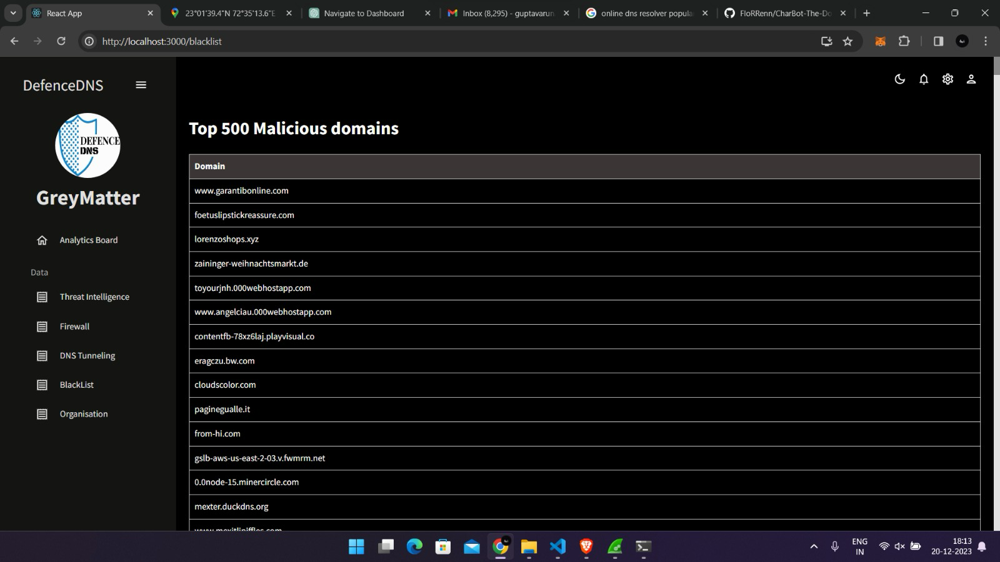 React App
23°01'39.4"N 72°35'13.6"E
Navigate to Dashboard
Inbox (8,295) - guptavarun.
online dns resolver popula
FloRRenn/CharBot-The-Do
http://localhost:3000/blacklist
DefenceDNS
DEFENCE
DNS
GreyMatter
Analytics Board
Data
Threat Intelligence
Firewall
DNS Tunneling
BlackList
Organisation
Top 500 Malicious domains
Domain
www.garantibonline.com
foetuslipstickreassure.com
lorenzoshops.xyz
zaininger-weihnachtsmarkt.de
toyourjnh.000webhostapp.com
www.angelciau.000webhostapp.com
contentfb-78xz6laj.playvisual.co
eragczu.bw.com
cloudscolor.com
paginegualle.it
from-hi.com
gslb-aws-us-east-2-03.v.fwmrm.net
0.0node-15.minercircle.com
mexter.duckdns.org
ENG
IN
18:13
20-12-2023